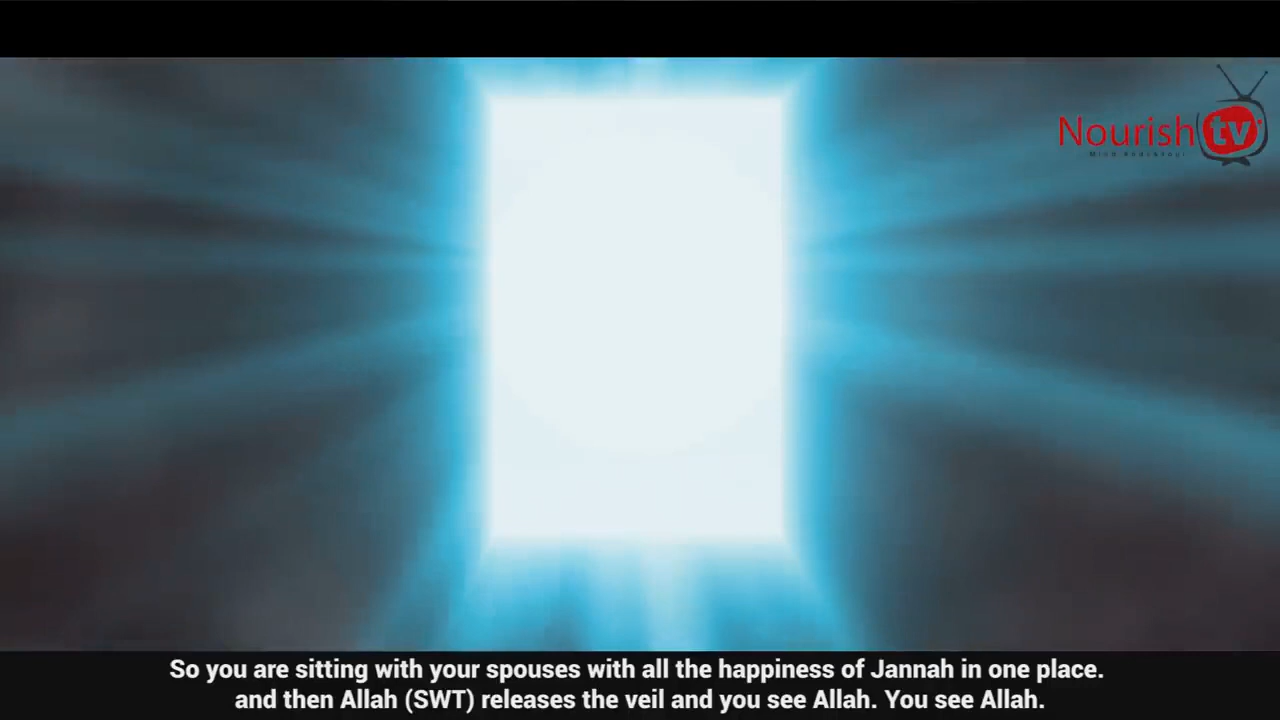 Nourish tv
So you are sitting with your spouses with all the happiness of Jannah in one place.
and then Allah (SWT) releases the veil and you see Allah. You see Allah.